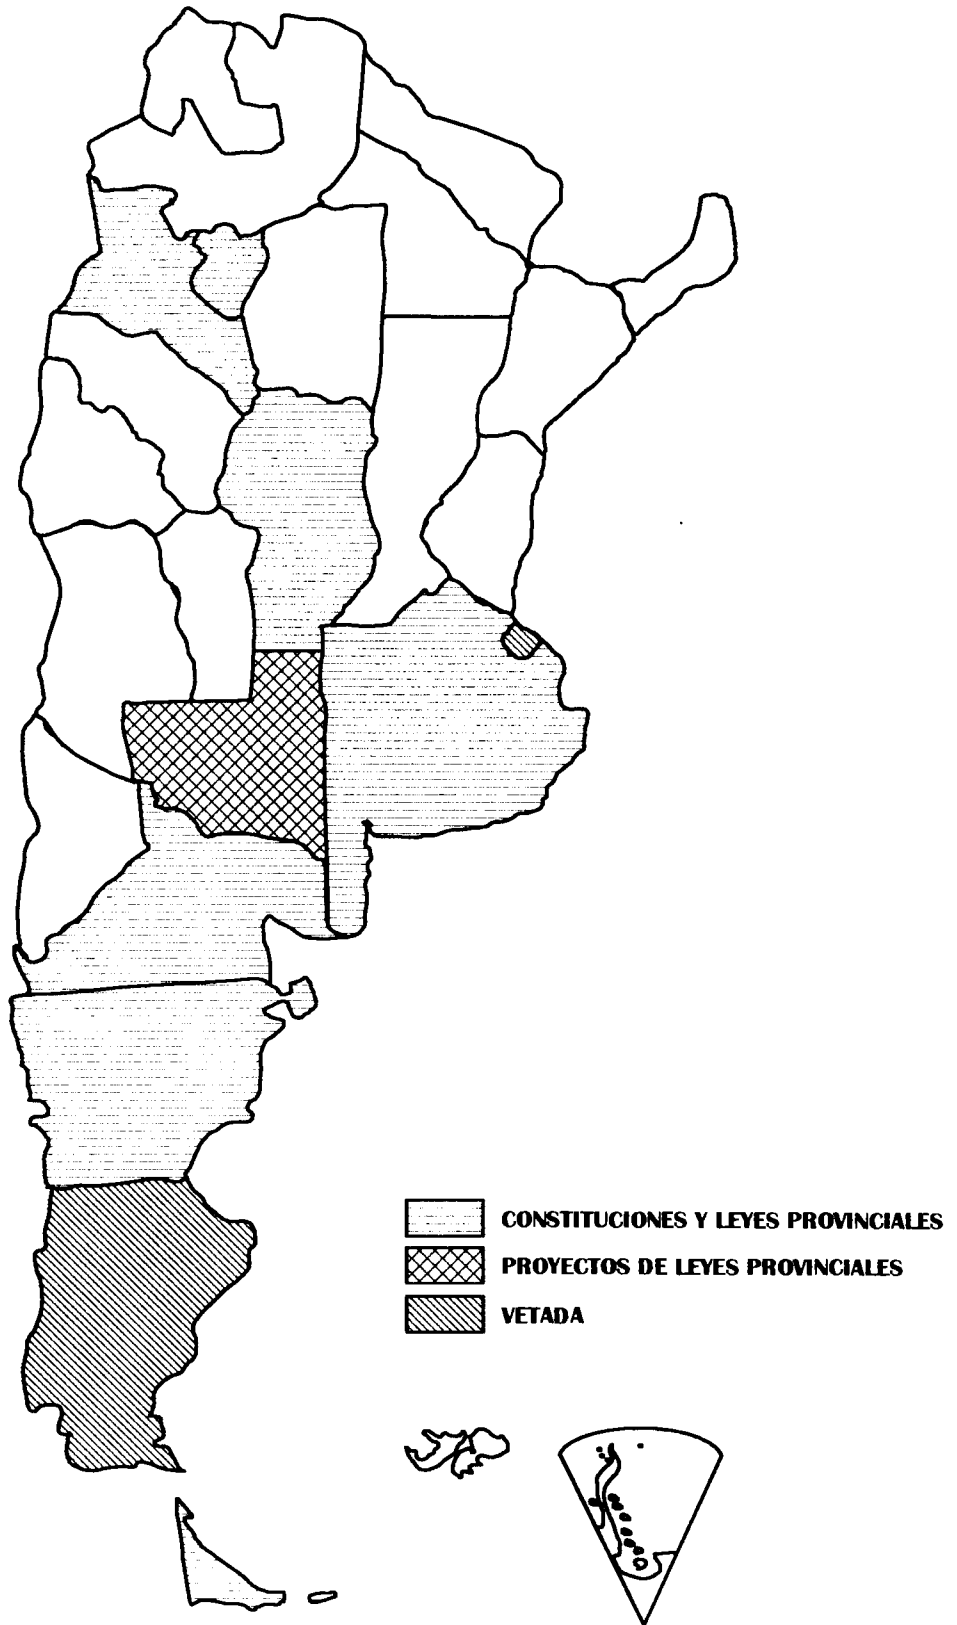 CONSTITUCIONES Y LEYES PROVINCIALES
PROYECTOS DE LEYES PROVINCIALES
VETADA